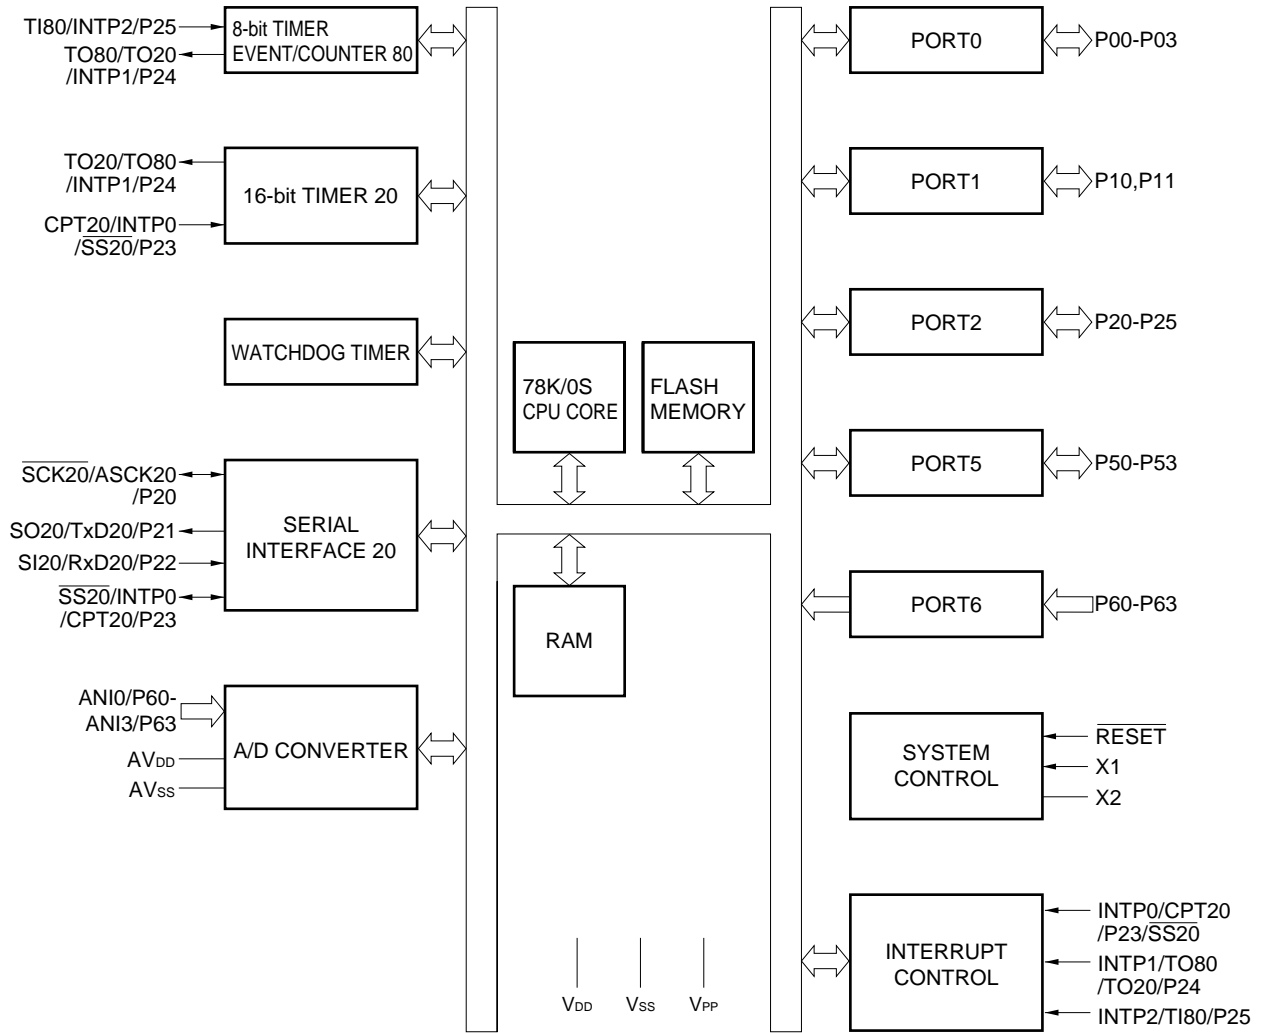 TI80/INTP2/P25
TO80/TO20
/INTP1/P24
8-bit TIMER
EVENT/COUNTER 80
TO20/TO80
/INTP1/P24
CPT20/INTP0
/SS20/P23
16-bit TIMER 20
WATCHDOG TIMER
SCK20/ASCK20
/P20
SO20/TxD20/P21
SI20/RxD20/P22
SS20/INTP0
/CPT20/P23
SERIAL
INTERFACE 20
ANI0/P60-
ANI3/P63
AVDD
AVSS
A/D CONVERTER
78K/0S
CPU CORE
FLASH
MEMORY
RAM
VDD
VSS
VPP
PORT0
P00-P03
PORT1
P10,P11
PORT2
P20-P25
PORT5
P50-P53
PORT6
P60-P63
SYSTEM
CONTROL
RESET
X1
X2
INTERRUPT
CONTROL
INTP0/CPT20
/P23/SS20
INTP1/TO80
/TO20/P24
INTP2/TI80/P25